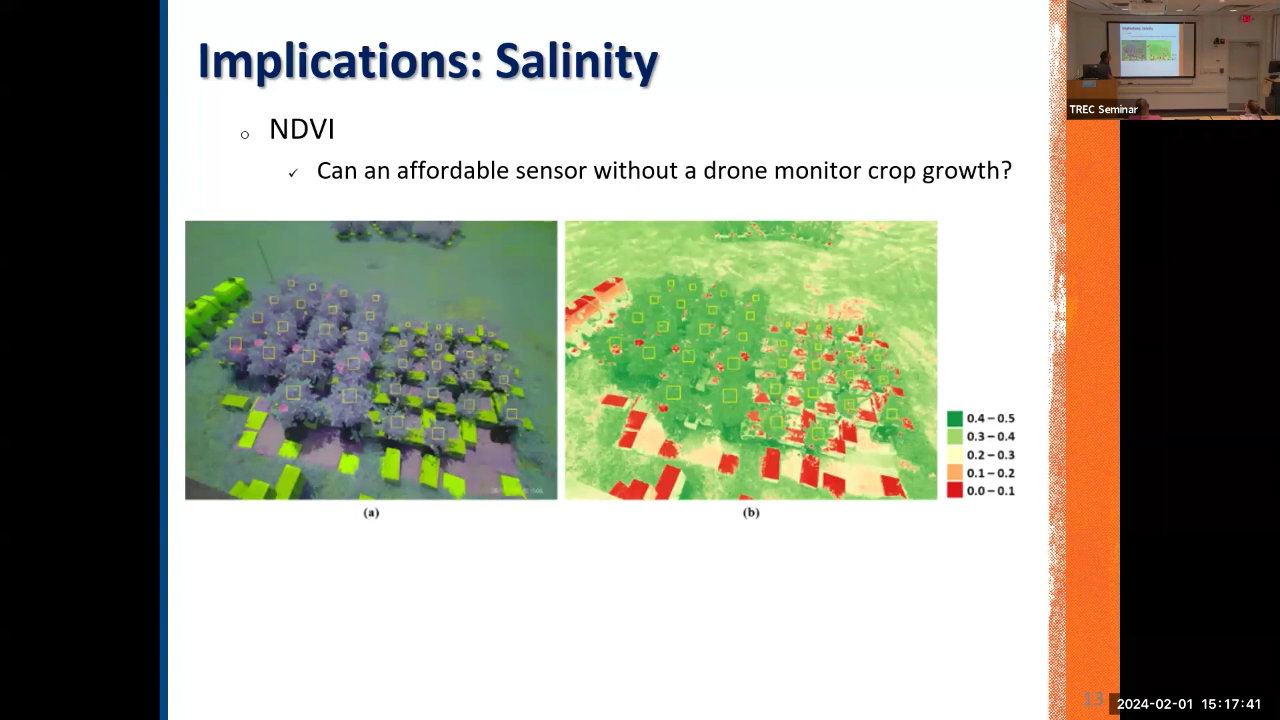 Implications: Salinity
NDVI
Can an affordable sensor without a drone monitor crop growth?
0.4 – 0.5
0.3 – 0.4
0.2 – 0.3
0.1 – 0.2
0.0 – 0.1
(a)
(b)
TREC Seminar
13
2024-02-01 15:17:41